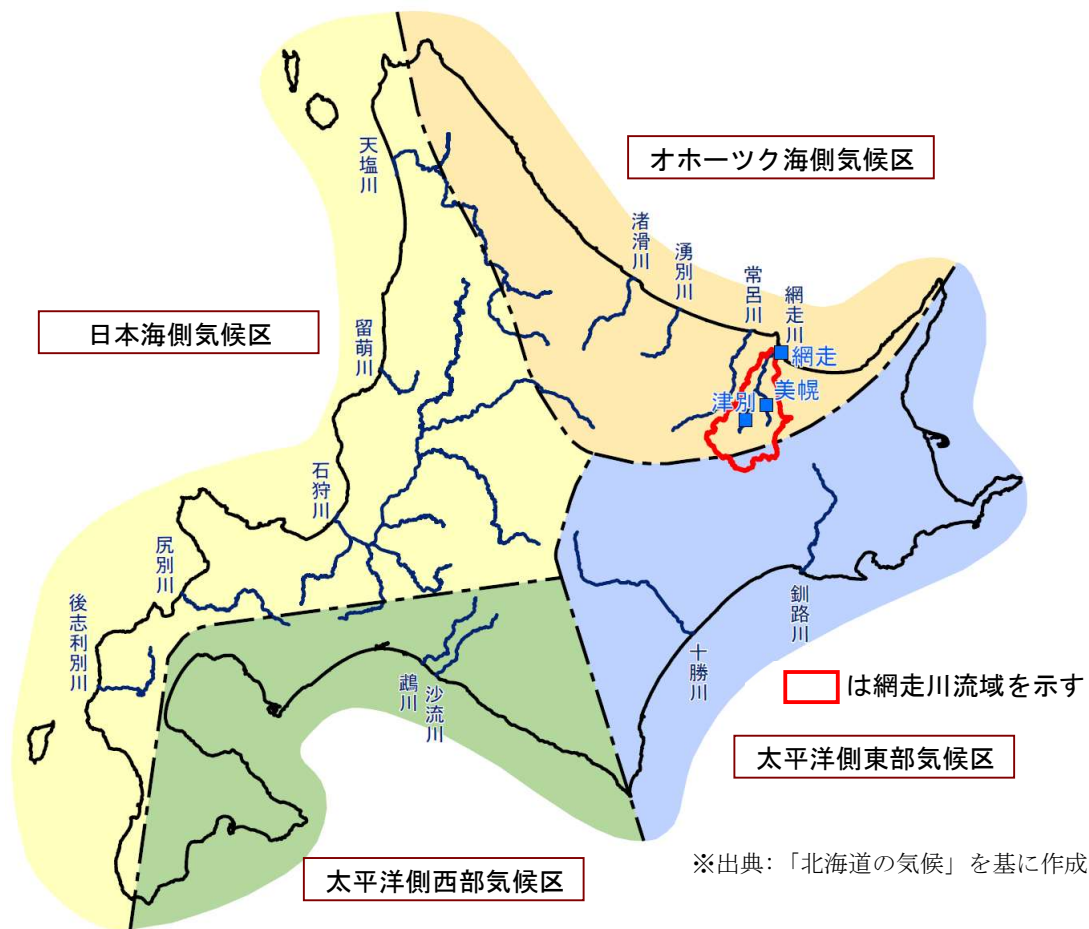 オホーツク海側気候区
天塩川
渚滑川
湧別川
常呂川
網走川
日本海側気候区
留萌川
網走
美幌
津別
石狩川
尻別川
後志利別川
釧路川
十勝川
鵡川
沙流川
は網走川流域を示す
太平洋側東部気候区
太平洋側西部気候区
※出典:「北海道の気候」を基に作成